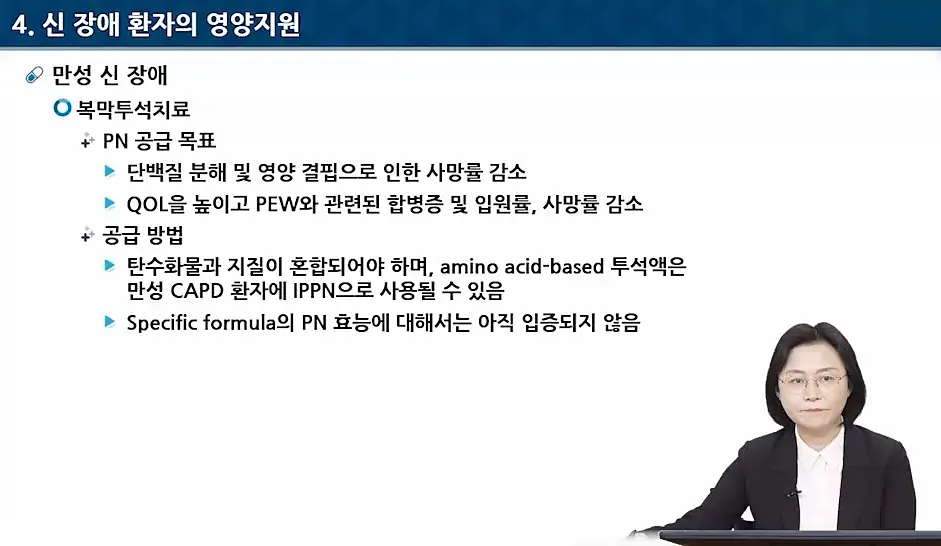 4. 신 장애 환자의 영양지원
만성 신 장애
복막투석치료
PN 공급 목표
단백질 분해 및 영양 결핍으로 인한 사망률 감소
QOL을 높이고 PEW와 관련된 합병증 및 입원률, 사망률 감소
공급 방법
탄수화물과 지질이 혼합되어야 하며, amino acid-based 투석액은
만성 CAPD 환자에 IPPN으로 사용될 수 있음
Specific formula의 PN 효능에 대해서는 아직 입증되지 않음